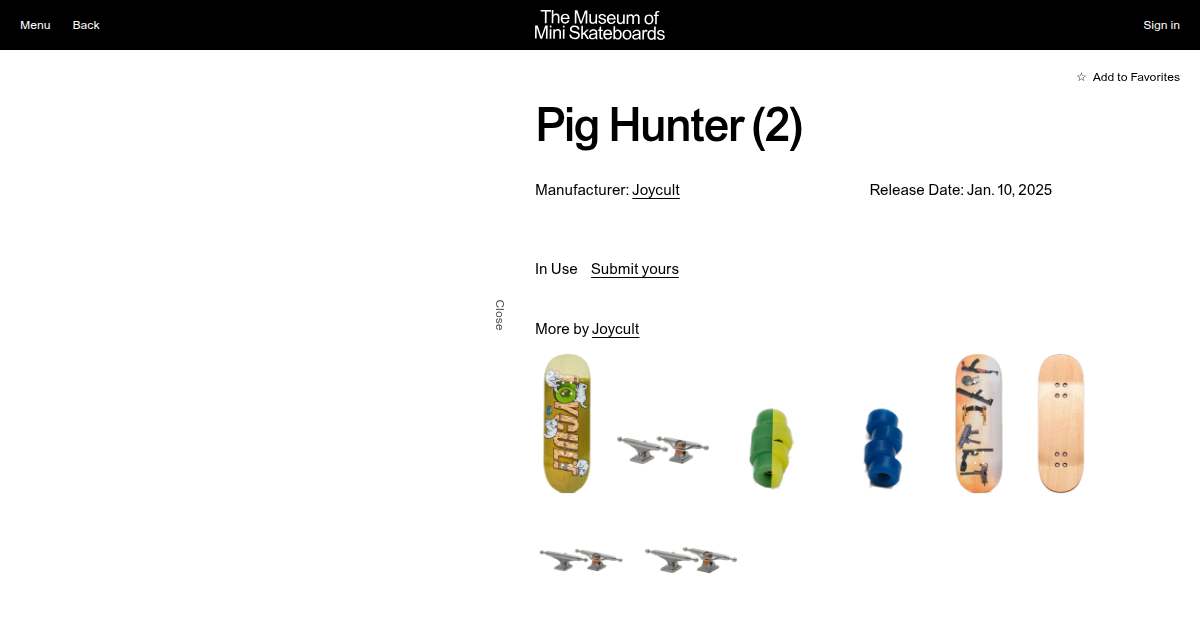 Menu
Back
The Museum of
Mini Skateboards
Sign in
☆ Add to Favorites
Pig Hunter (2)
Manufacturer: Joycult
Release Date: Jan. 10, 2025
In Use Submit yours
Close
More by Joycult
JOYCULT